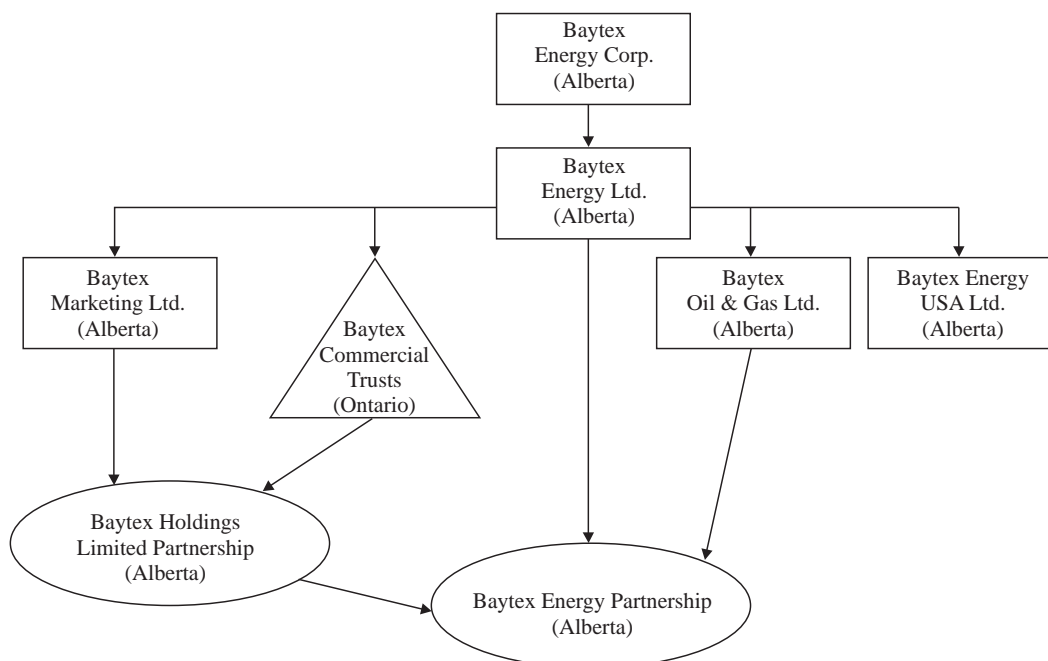 Baytex
Energy Corp.
(Alberta)
Baytex
Energy Ltd.
(Alberta)
Baytex
Marketing Ltd.
(Alberta)
Baytex
Commercial
Trusts
(Ontario)
Baytex
Oil & Gas Ltd.
(Alberta)
Baytex Energy
USA Ltd.
(Alberta)
Baytex Holdings
Limited Partnership
(Alberta)
Baytex Energy Partnership
(Alberta)